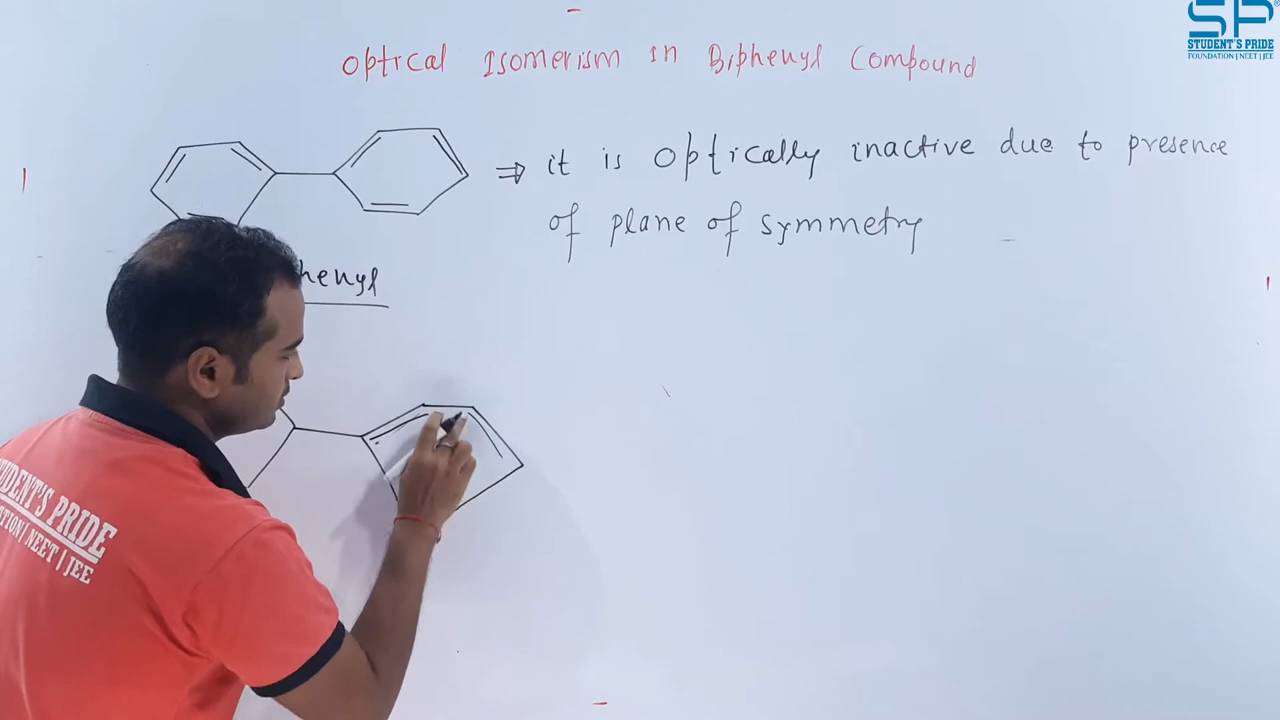 SP
STUDENT'S PRIDE
FOUNDATION | NEET | JEE
Optical Isomerism in Biphenyl Compound
⇒ it is optically inactive due to presence
of plane of symmetry
henyl
STUDENT'S PRIDE
ATION | NEET | JEE